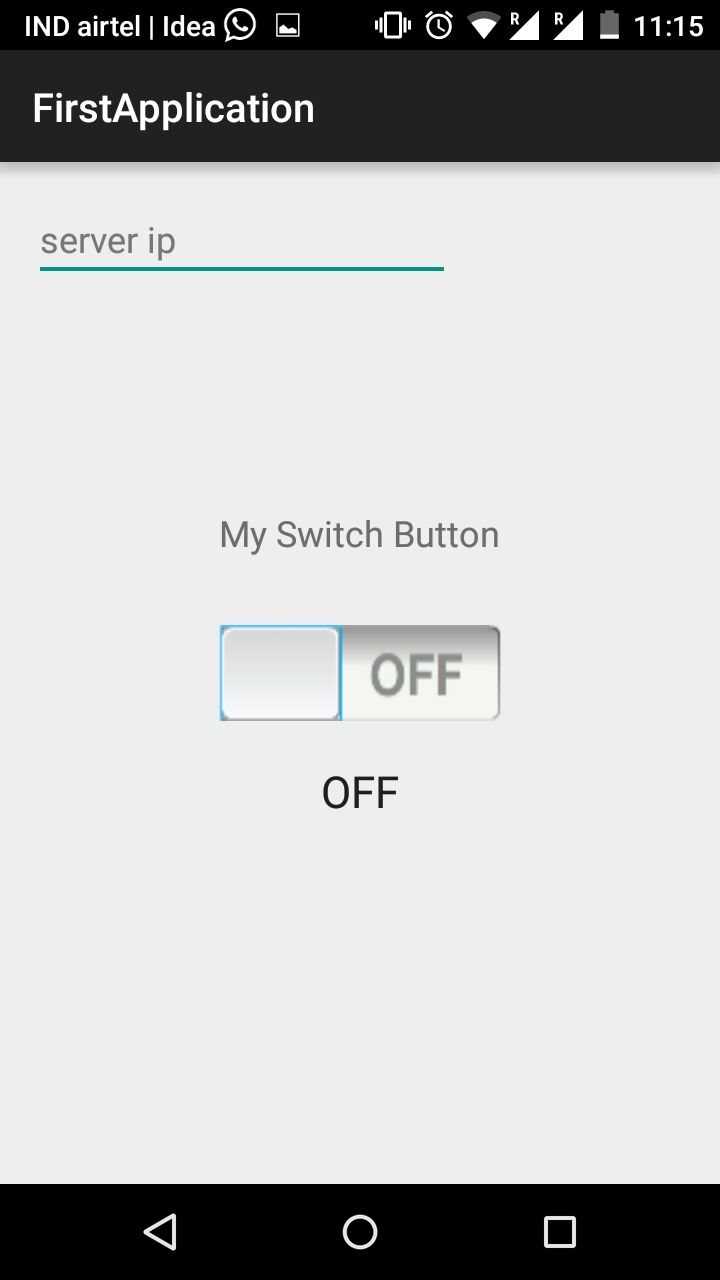 IND airtel | Idea R R 11:15
FirstApplication
server ip
My Switch Button
OFF
OFF